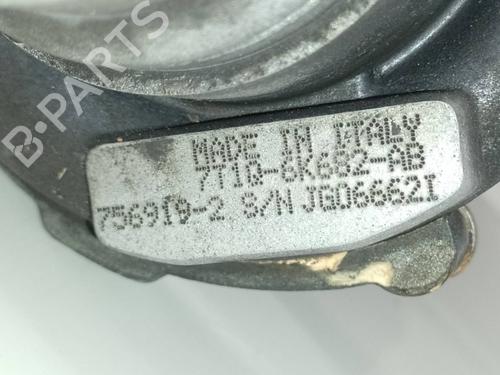 B-PARTS
MADE IN ITALY
7T1Q-6K682-AB
756919-2 S/N JG06662I